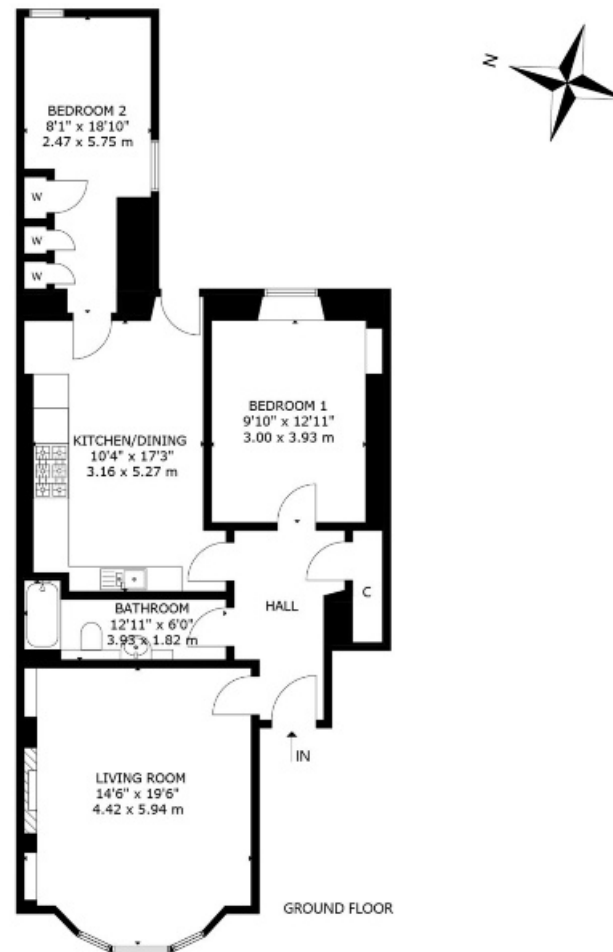 N
BEDROOM 2
8'1" x 18'10"
2.47 x 5.75 m
W
W
W
BEDROOM 1
9'10" x 12'11"
3.00 x 3.93 m
KITCHEN/DINING
10'4" x 17'3"
3.16 x 5.27 m
C
HALL
BATHROOM
12'11" x 6'0"
3.93 x 1.82 m
IN
LIVING ROOM
14'6" x 19'6"
4.42 x 5.94 m
GROUND FLOOR